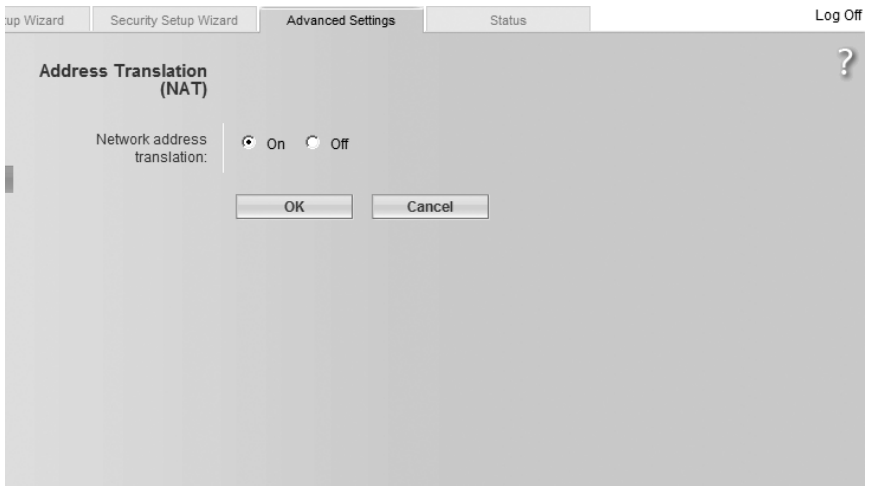 tup Wizard Security Setup Wizard Advanced Settings Status Log Off
?
Address Translation
(NAT)
Network address
translation:
On Off
OK Cancel